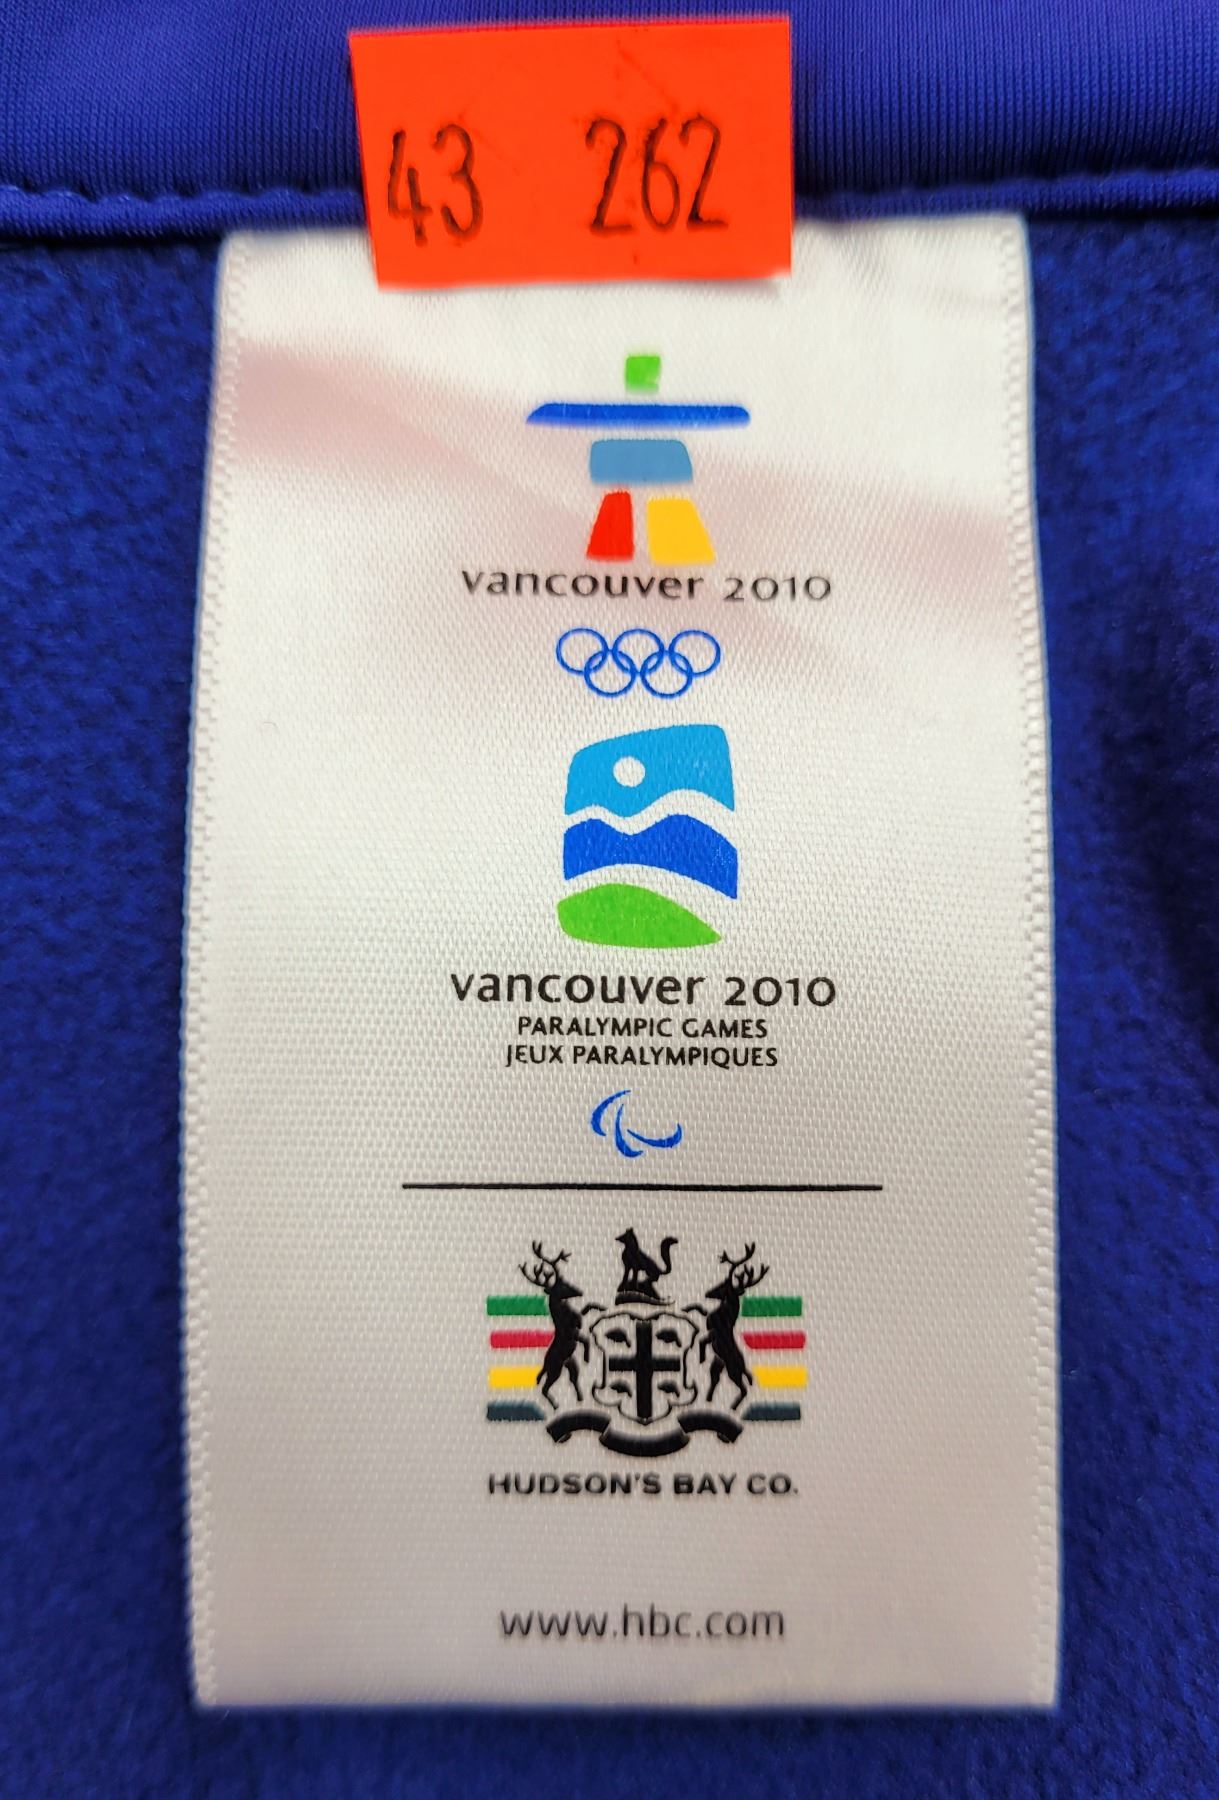 43 262
vancouver 2010
vancouver 2010
PARALYMPIC GAMES
JEUX PARALYMPIQUES
HUDSON'S BAY CO.
www.hbc.com